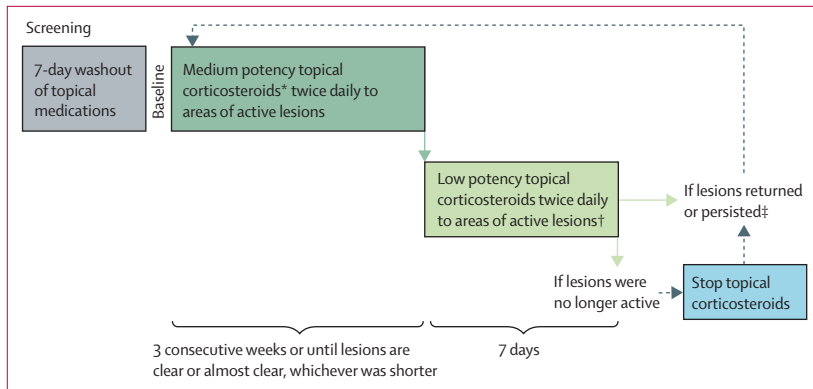 Screening
7-day washout
of topical
medications
Baseline
Medium potency topical
corticosteroids* twice daily to
areas of active lesions
Low potency topical
corticosteroids twice daily
to areas of active lesions†
If lesions returned
or persisted‡
If lesions were
no longer active
Stop topical
corticosteroids
3 consecutive weeks or until lesions are
clear or almost clear, whichever was shorter
7 days